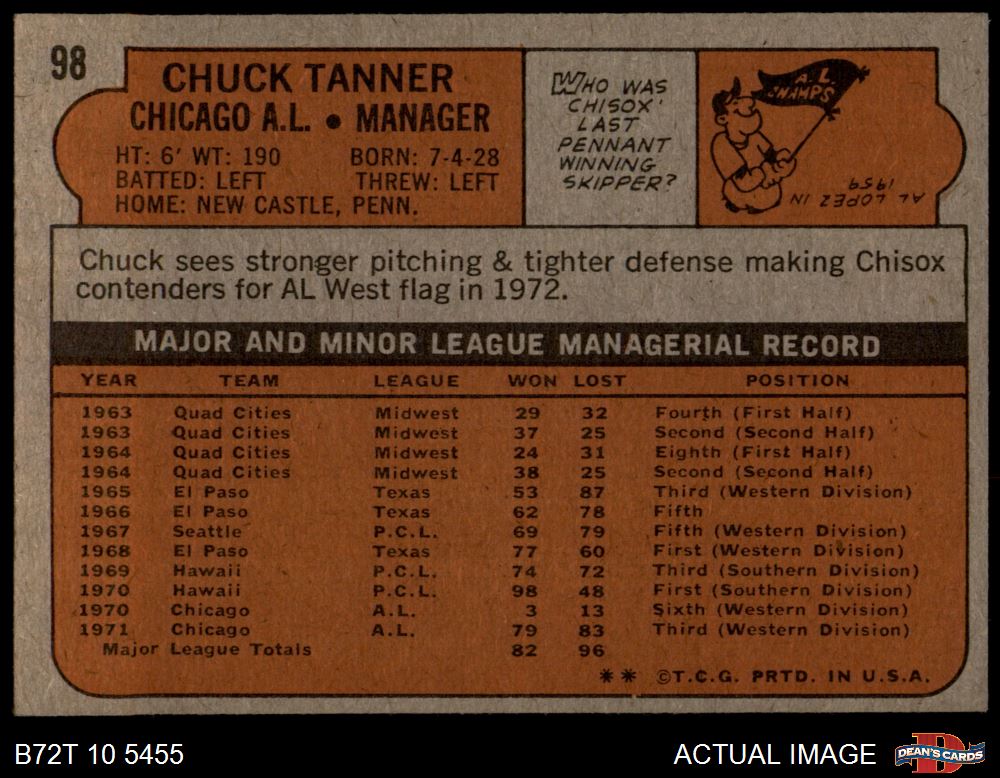 98
CHUCK TANNER
CHICAGO A.L. • MANAGER
HT: 6' WT: 190 BORN: 7-4-28
BATTED: LEFT THREW: LEFT
HOME: NEW CASTLE, PENN.
WHO WAS
CHISOX'
LAST
PENNANT
WINNING
SKIPPER?
A.L.
CHAMPS
AL LOPEZ IN
1959
Chuck sees stronger pitching & tighter defense making Chisox
contenders for AL West flag in 1972.
MAJOR AND MINOR LEAGUE MANAGERIAL RECORD
YEAR TEAM LEAGUE WON LOST POSITION
1963 Quad Cities Midwest 29 32 Fourth (First Half)
1963 Quad Cities Midwest 37 25 Second (Second Half)
1964 Quad Cities Midwest 24 31 Eighth (First Half)
1964 Quad Cities Midwest 38 25 Second (Second Half)
1965 El Paso Texas 53 87 Third (Western Division)
1966 El Paso Texas 62 78 Fifth
1967 Seattle P.C.L. 69 79 Fifth (Western Division)
1968 El Paso Texas 77 60 First (Western Division)
1969 Hawaii P.C.L. 74 72 Third (Southern Division)
1970 Hawaii P.C.L. 98 48 First (Southern Division)
1970 Chicago A.L. 3 13 Sixth (Western Division)
1971 Chicago A.L. 79 83 Third (Western Division)
Major League Totals 82 96
** ©T.C.G. PRTD. IN U.S.A.
B72T 10 5455
ACTUAL IMAGE
D
DEAN'S CARDS